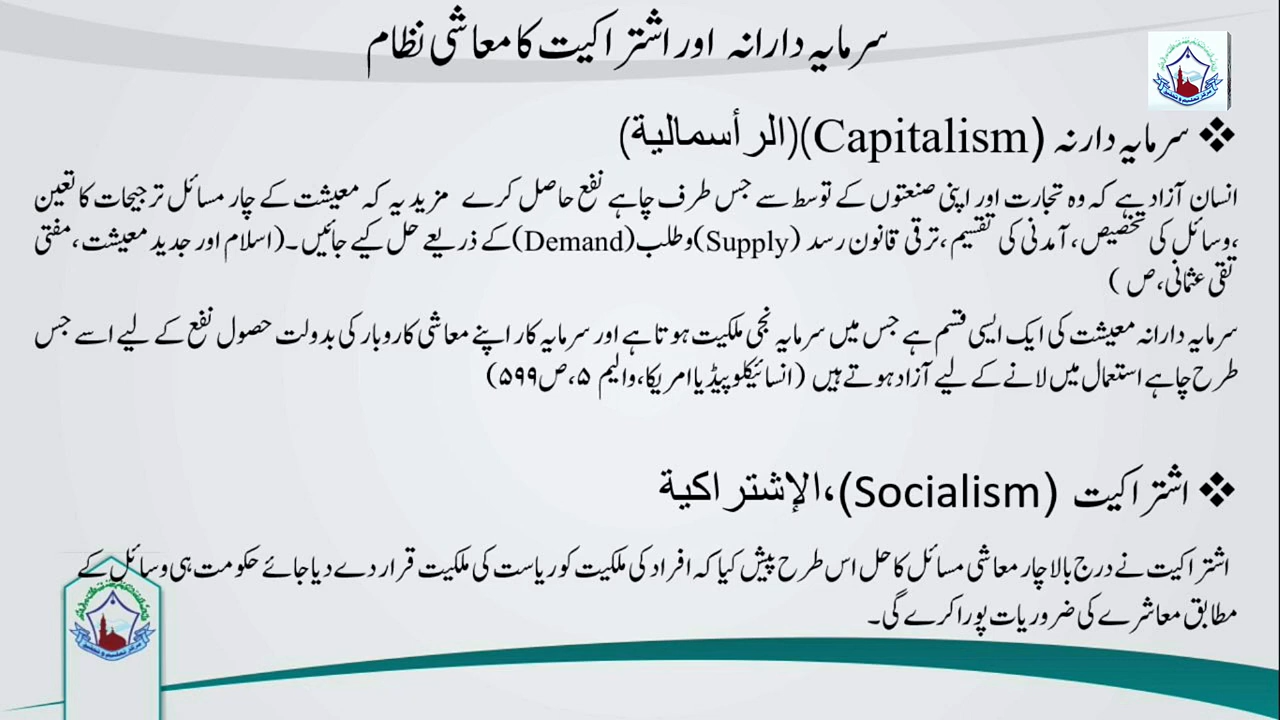 سرمایہ دارانہ اور اشتراکیت کا معاشی نظام
❖ سرمایہ دارنہ (Capitalism)(الرأسمالية)
انسان آزاد ہے کہ وہ تجارت اور اپنی صنعتوں کے توسط سے جس طرف چاہے نفع حاصل کرے مزید یہ کہ معیشت کے چار مسائل ترجیحات کا تعین
،وسائل کی تخصیص، آمدنی کی تقسیم ،ترقی قانون رسد (Supply)وطلب(Demand)کے ذریعے حل کیے جائیں۔(اسلام اور جدید معیشت، مفتی
تقی عثمانی، ص )
سرمایہ دارانہ معیشت کی ایک ایسی قسم ہے جس میں سرمایہ نجی ملکیت ہوتا ہے اور سرمایہ کار اپنے معاشی کاروبار کی بدولت حصول نفع کے لیے اسے جس
طرح چاہے استعمال میں لانے کے لیے آزاد ہوتے ہیں (انسائیکلوپیڈیا امریکا، والیم ۵، ص۵۹۹)
❖ اشتراکیت (Socialism)،الإشتراكية
اشتراکیت نے درج بالا چار معاشی مسائل کا حل اس طرح پیش کیا کہ افراد کی ملکیت کو ریاست کی ملکیت قرار دے دیا جائے حکومت ہی وسائل کے
مطابق معاشرے کی ضروریات پورا کرے گی۔